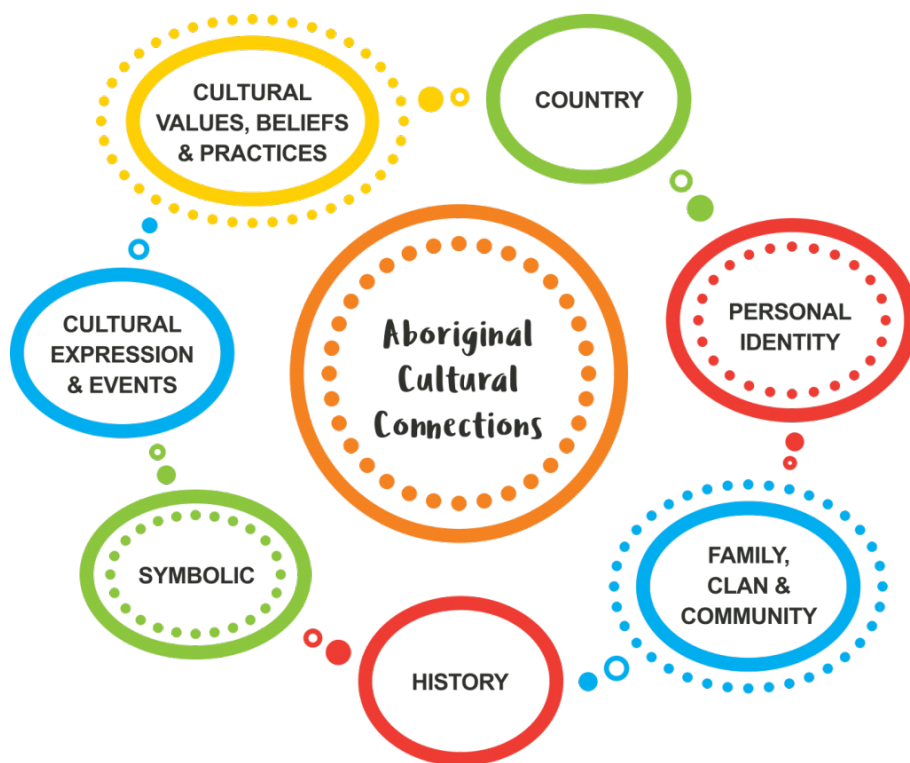 CULTURAL
VALUES, BELIEFS
& PRACTICES
COUNTRY
PERSONAL
IDENTITY
FAMILY,
CLAN &
COMMUNITY
HISTORY
SYMBOLIC
CULTURAL
EXPRESSION
& EVENTS
Aboriginal
Cultural
Connections